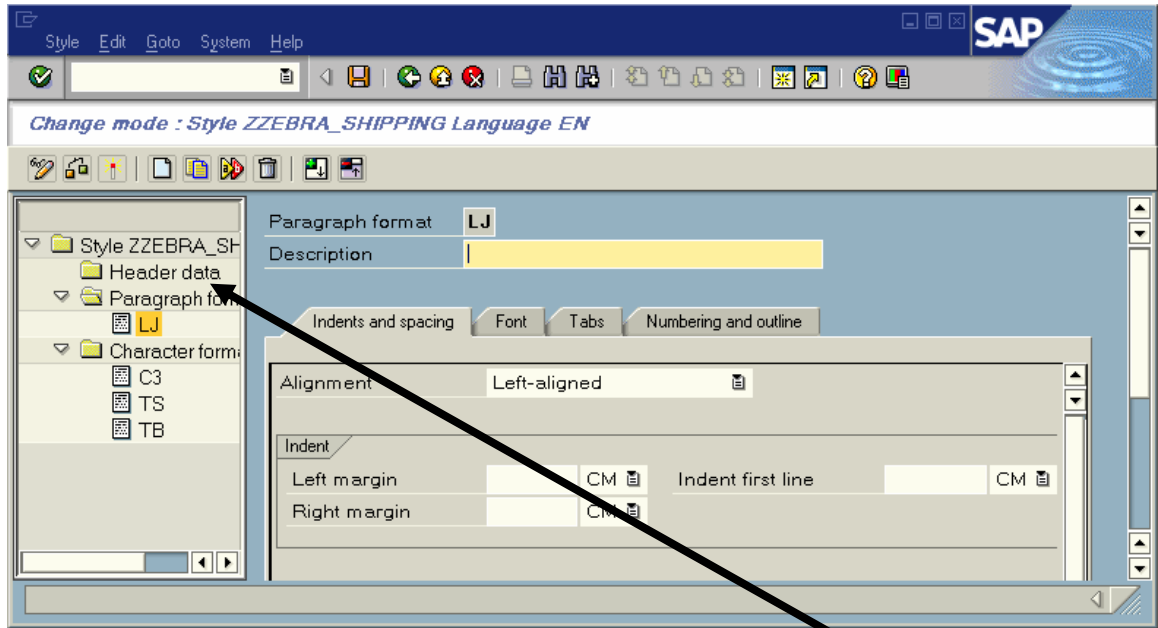 Style Edit Goto System Help
SAP
Change mode : Style ZZEBRA_SHIPPING Language EN
Style ZZEBRA_SH
Header data
Paragraph form
LJ
Character forma
C3
TS
TB
Paragraph format LJ
Description
Indents and spacing Font Tabs Numbering and outline
Alignment Left-aligned
Indent
Left margin CM Indent first line CM
Right margin CM